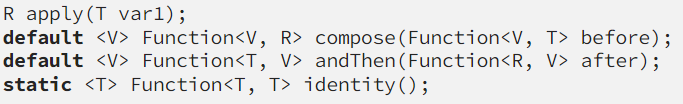 R apply(T var1);
default <V> Function<V, R> compose(Function<V, T> before);
default <V> Function<T, V> andThen(Function<R, V> after);
static <T> Function<T, T> identity();